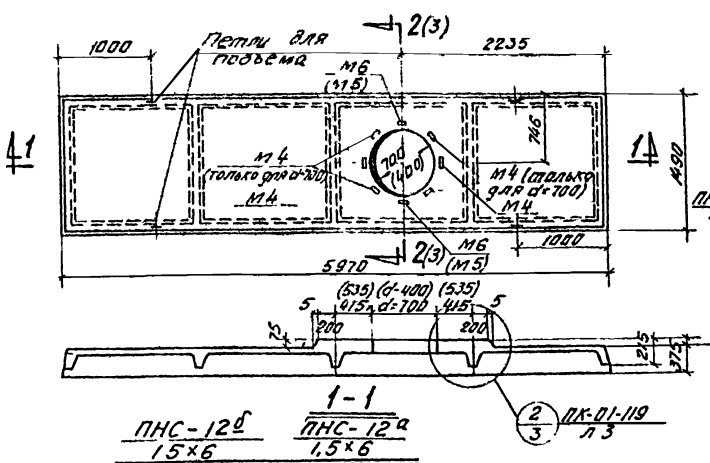 2(3)
1000
Петли для
подъема
2235
М6
(М5)
1
746
1490
1
М4
(только для d=700)
М4
700
(400)
М4 (только
для d=700)
М4
2(3)
М6
(М5)
1000
5970
(535) (d-400) (535)
5 415 d=700 415 5
200 200
75
215
375
1-1
ПНС-12б
1.5×6
ПНС-12а
1.5×6
2
3
ПК-01-119
Л 3